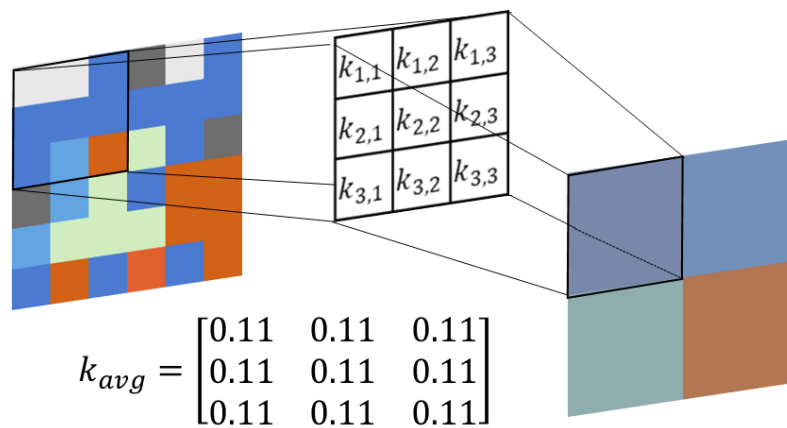 k₁,₁ k₁,₂ k₁,₃
k₂,₁ k₂,₂ k₂,₃
k₃,₁ k₃,₂ k₃,₃
0.11 0.11 0.11
k_avg = [0.11 0.11 0.11]
0.11 0.11 0.11